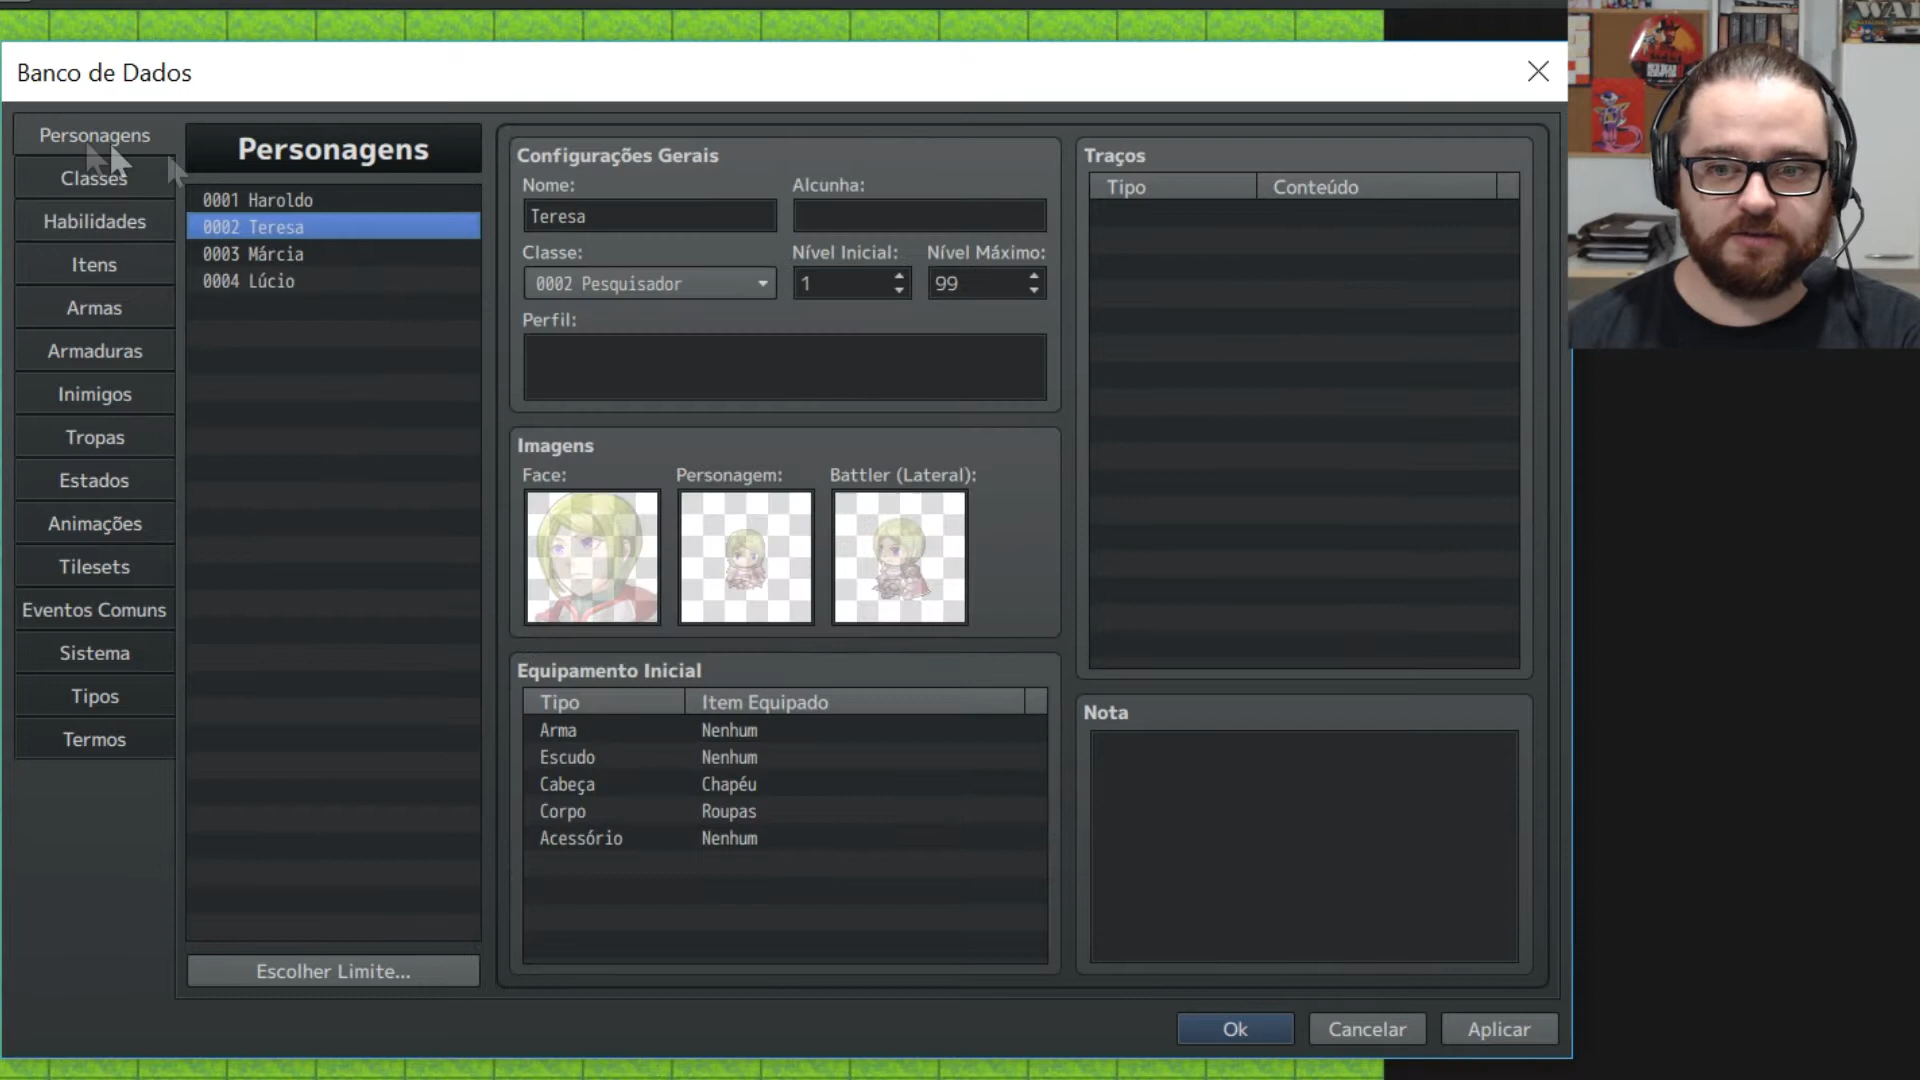 Banco de Dados
Personagens
Classes
Habilidades
Itens
Armas
Armaduras
Inimigos
Tropas
Estados
Animações
Tilesets
Eventos Comuns
Sistema
Tipos
Termos
Personagens
0001 Haroldo
0002 Teresa
0003 Márcia
0004 Lúcio
Escolher Limite...
Configurações Gerais
Nome:
Alcunha:
Teresa
Classe:
Nível Inicial:
Nível Máximo:
0002 Pesquisador
1
99
Perfil:
Imagens
Face:
Personagem:
Battler (Lateral):
Equipamento Inicial
Tipo
Item Equipado
Arma
Nenhum
Escudo
Nenhum
Cabeça
Chapéu
Corpo
Roupas
Acessório
Nenhum
Traços
Tipo
Conteúdo
Nota
Ok
Cancelar
Aplicar